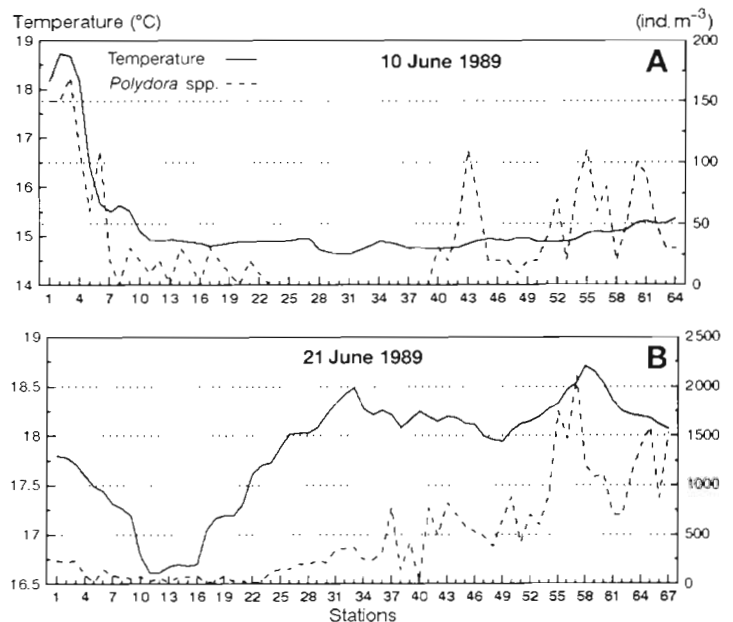 Temperature (°C) (ind. m⁻³)
19 200
Temperature 10 June 1989 A
18
Polydora spp.
150
17
100
16
50
15
14 0
1 4 7 10 13 16 19 22 25 28 31 34 37 40 43 46 49 52 55 58 61 64
19 2500
21 June 1989 B
18.5 2000
18 1500
17.5 1000
17 500
16.5 0
1 4 7 10 13 16 19 22 25 28 31 34 37 40 43 46 49 52 55 58 61 64 67
Stations